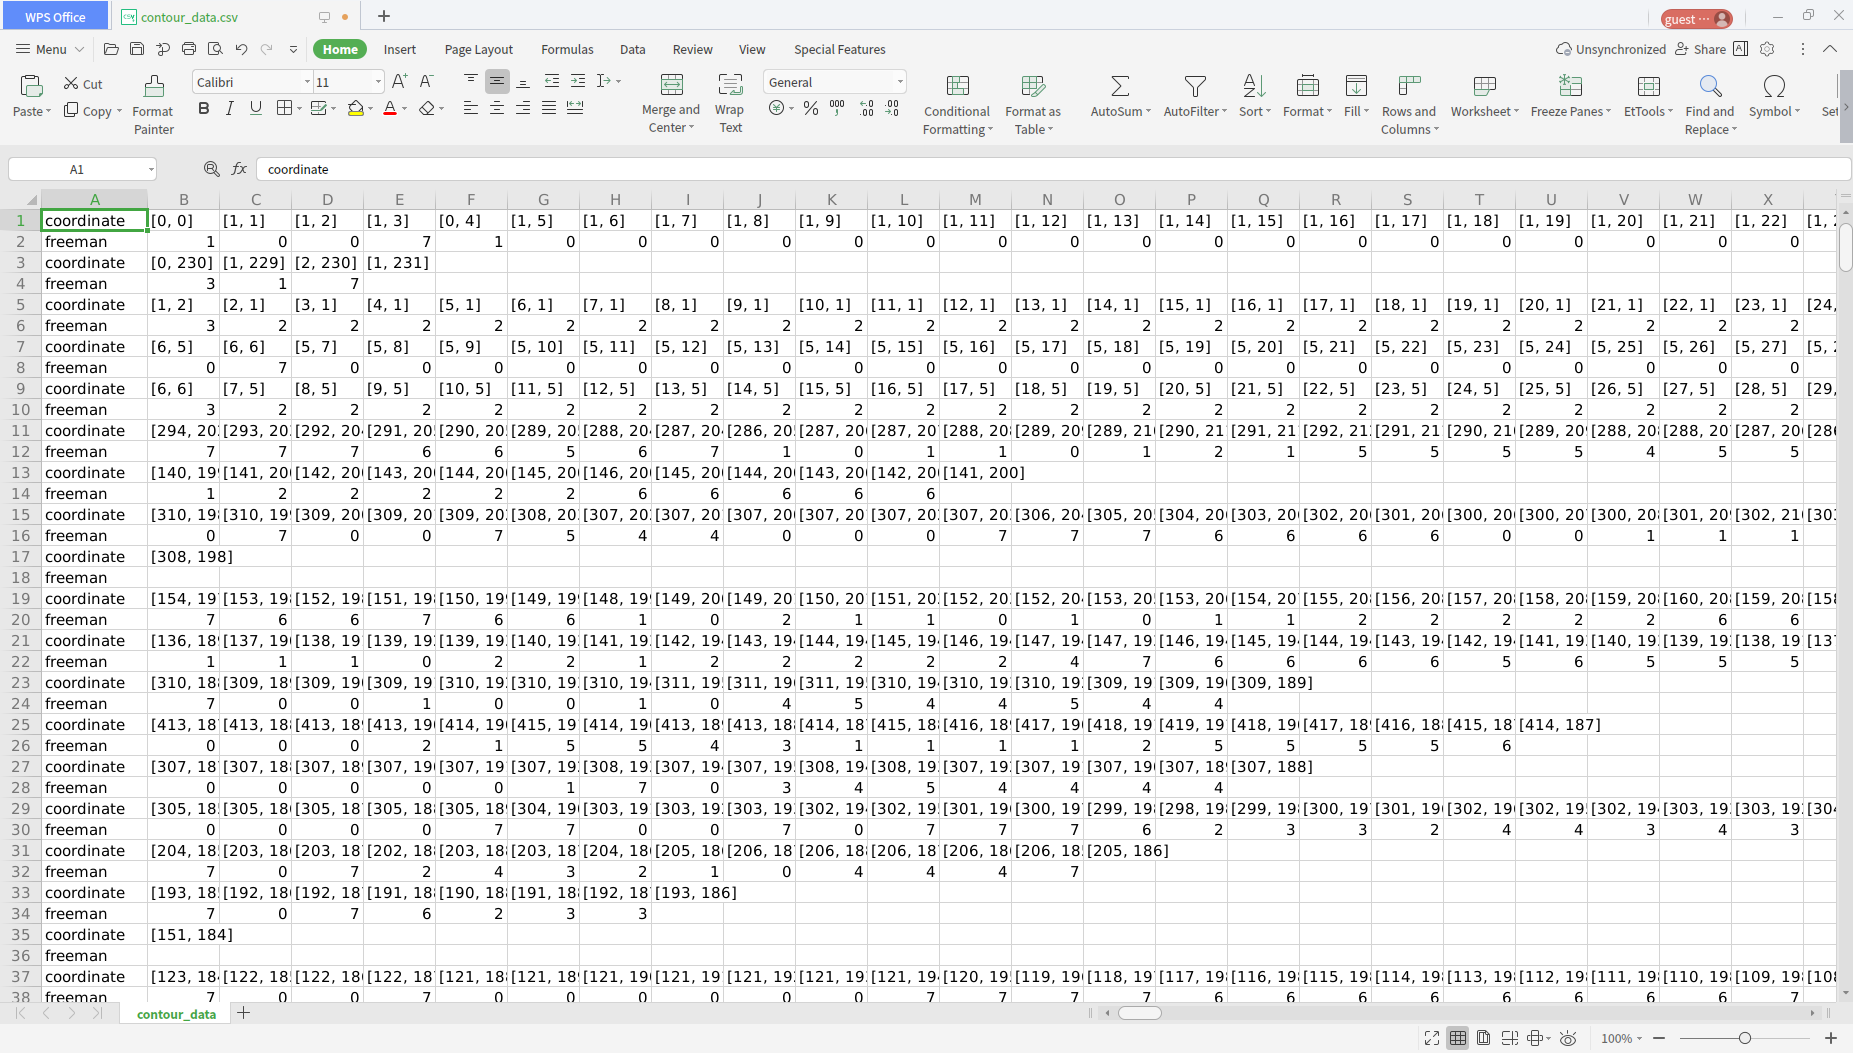 WPS Office contour_data.csv guest ···
Menu Home Insert Page Layout Formulas Data Review View Special Features Unsynchronized Share
Paste Cut Copy Format Painter Calibri 11 Merge and Center Wrap Text General Conditional Formatting Format as Table AutoSum AutoFilter Sort Format Fill Rows and Columns Worksheet Freeze Panes EtTools Find and Replace Symbol Set
A1 fx coordinate
A B C D E F G H I J K L M N O P Q R S T U V W X
1 coordinate [0, 0] [1, 1] [1, 2] [1, 3] [0, 4] [1, 5] [1, 6] [1, 7] [1, 8] [1, 9] [1, 10] [1, 11] [1, 12] [1, 13] [1, 14] [1, 15] [1, 16] [1, 17] [1, 18] [1, 19] [1, 20] [1, 21] [1, 22] [1,
2 freeman 1 0 0 7 1 0 0 0 0 0 0 0 0 0 0 0 0 0 0 0 0 0 0
3 coordinate [0, 230] [1, 229] [2, 230] [1, 231]
4 freeman 3 1 7
5 coordinate [1, 2] [2, 1] [3, 1] [4, 1] [5, 1] [6, 1] [7, 1] [8, 1] [9, 1] [10, 1] [11, 1] [12, 1] [13, 1] [14, 1] [15, 1] [16, 1] [17, 1] [18, 1] [19, 1] [20, 1] [21, 1] [22, 1] [23, 1] [24,
6 freeman 3 2 2 2 2 2 2 2 2 2 2 2 2 2 2 2 2 2 2 2 2 2 2
7 coordinate [6, 5] [6, 6] [5, 7] [5, 8] [5, 9] [5, 10] [5, 11] [5, 12] [5, 13] [5, 14] [5, 15] [5, 16] [5, 17] [5, 18] [5, 19] [5, 20] [5, 21] [5, 22] [5, 23] [5, 24] [5, 25] [5, 26] [5, 27] [5,
8 freeman 0 7 0 0 0 0 0 0 0 0 0 0 0 0 0 0 0 0 0 0 0 0 0
9 coordinate [6, 6] [7, 5] [8, 5] [9, 5] [10, 5] [11, 5] [12, 5] [13, 5] [14, 5] [15, 5] [16, 5] [17, 5] [18, 5] [19, 5] [20, 5] [21, 5] [22, 5] [23, 5] [24, 5] [25, 5] [26, 5] [27, 5] [28, 5] [29,
10 freeman 3 2 2 2 2 2 2 2 2 2 2 2 2 2 2 2 2 2 2 2 2 2 2
11 coordinate [294, 20 [293, 20 [292, 20 [291, 20 [290, 20 [289, 20 [288, 20 [287, 20 [286, 20 [287, 20 [287, 20 [288, 20 [289, 20 [289, 21 [290, 21 [291, 21 [292, 21 [291, 21 [290, 21 [289, 20 [288, 20 [288, 20 [287, 20 [286
12 freeman 7 7 7 6 6 5 6 7 1 0 1 1 0 1 2 1 5 5 5 5 4 5 5
13 coordinate [140, 19 [141, 20 [142, 20 [143, 20 [144, 20 [145, 20 [146, 20 [145, 20 [144, 20 [143, 20 [142, 20 [141, 200]
14 freeman 1 2 2 2 2 2 6 6 6 6 6
15 coordinate [310, 19 [310, 19 [309, 20 [309, 20 [309, 20 [308, 20 [307, 20 [307, 20 [307, 20 [307, 20 [307, 20 [307, 20 [306, 20 [305, 20 [304, 20 [303, 20 [302, 20 [301, 20 [300, 20 [300, 20 [300, 20 [301, 20 [302, 21 [303
16 freeman 0 7 0 0 7 5 4 4 0 0 0 7 7 7 6 6 6 6 0 0 1 1 1
17 coordinate [308, 198]
18 freeman
19 coordinate [154, 19 [153, 19 [152, 19 [151, 19 [150, 19 [149, 19 [148, 19 [149, 20 [149, 20 [150, 20 [151, 20 [152, 20 [152, 20 [153, 20 [153, 20 [154, 20 [155, 20 [156, 20 [157, 20 [158, 20 [159, 20 [160, 20 [159, 20 [158
20 freeman 7 6 6 7 6 6 1 0 2 1 1 0 1 0 1 1 2 2 2 2 2 6 6
21 coordinate [136, 18 [137, 19 [138, 19 [139, 19 [139, 19 [140, 19 [141, 19 [142, 19 [143, 19 [144, 19 [145, 19 [146, 19 [147, 19 [147, 19 [146, 19 [145, 19 [144, 19 [143, 19 [142, 19 [141, 19 [140, 19 [139, 19 [138, 19 [137
22 freeman 1 1 1 0 2 2 1 2 2 2 2 2 4 7 6 6 6 6 5 6 5 5 5
23 coordinate [310, 18 [309, 18 [309, 19 [309, 19 [310, 19 [310, 19 [310, 19 [311, 19 [311, 19 [311, 19 [310, 19 [310, 19 [310, 19 [309, 19 [309, 19 [309, 189]
24 freeman 7 0 0 1 0 0 1 0 4 5 4 4 5 4 4
25 coordinate [413, 18 [413, 18 [413, 18 [413, 19 [414, 19 [415, 19 [414, 19 [413, 18 [413, 18 [414, 18 [415, 18 [416, 18 [417, 19 [418, 19 [419, 19 [418, 19 [417, 18 [416, 18 [415, 18 [414, 187]
26 freeman 0 0 0 2 1 5 5 4 3 1 1 1 1 2 5 5 5 5 6
27 coordinate [307, 18 [307, 18 [307, 18 [307, 19 [307, 19 [307, 19 [308, 19 [307, 19 [307, 19 [308, 19 [308, 19 [307, 19 [307, 19 [307, 19 [307, 18 [307, 188]
28 freeman 0 0 0 0 0 1 7 0 3 4 5 4 4 4 4
29 coordinate [305, 18 [305, 18 [305, 18 [305, 18 [305, 18 [304, 19 [303, 19 [303, 19 [303, 19 [302, 19 [302, 19 [301, 19 [300, 19 [299, 19 [298, 19 [299, 19 [300, 19 [301, 19 [302, 19 [302, 19 [302, 19 [303, 19 [303, 19 [304
30 freeman 0 0 0 0 7 7 0 0 7 0 7 7 7 6 2 3 3 2 4 4 3 4 3
31 coordinate [204, 18 [203, 18 [203, 18 [202, 18 [203, 18 [203, 18 [204, 18 [205, 18 [206, 18 [206, 18 [206, 18 [206, 18 [206, 18 [205, 186]
32 freeman 7 0 7 2 4 3 2 1 0 4 4 4 7
33 coordinate [193, 18 [192, 18 [192, 18 [191, 18 [190, 18 [191, 18 [192, 18 [193, 186]
34 freeman 7 0 7 6 2 3 3
35 coordinate [151, 184]
36 freeman
37 coordinate [123, 18 [122, 18 [122, 18 [122, 18 [121, 18 [121, 18 [121, 19 [121, 19 [121, 19 [121, 19 [121, 19 [120, 19 [119, 19 [118, 19 [117, 19 [116, 19 [115, 19 [114, 19 [113, 19 [112, 19 [111, 19 [110, 19 [109, 19 [108
38 freeman 7 0 0 7 0 0 0 0 0 0 7 7 7 7 6 6 6 6 6 6 6 6 7
contour_data
100%